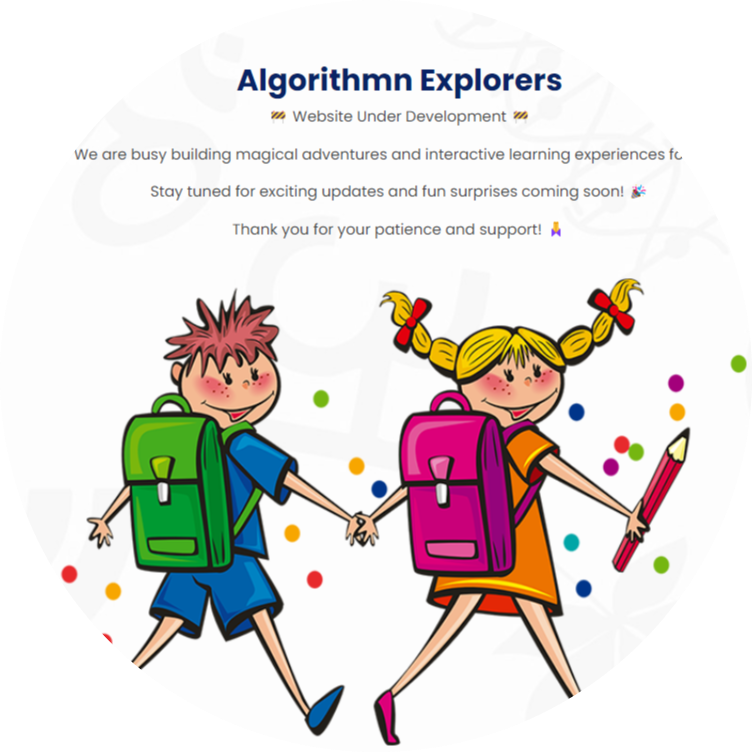 Algorithmn Explorers
🚧 Website Under Development 🚧
We are busy building magical adventures and interactive learning experiences
Stay tuned for exciting updates and fun surprises coming soon! 🎉
Thank you for your patience and support!